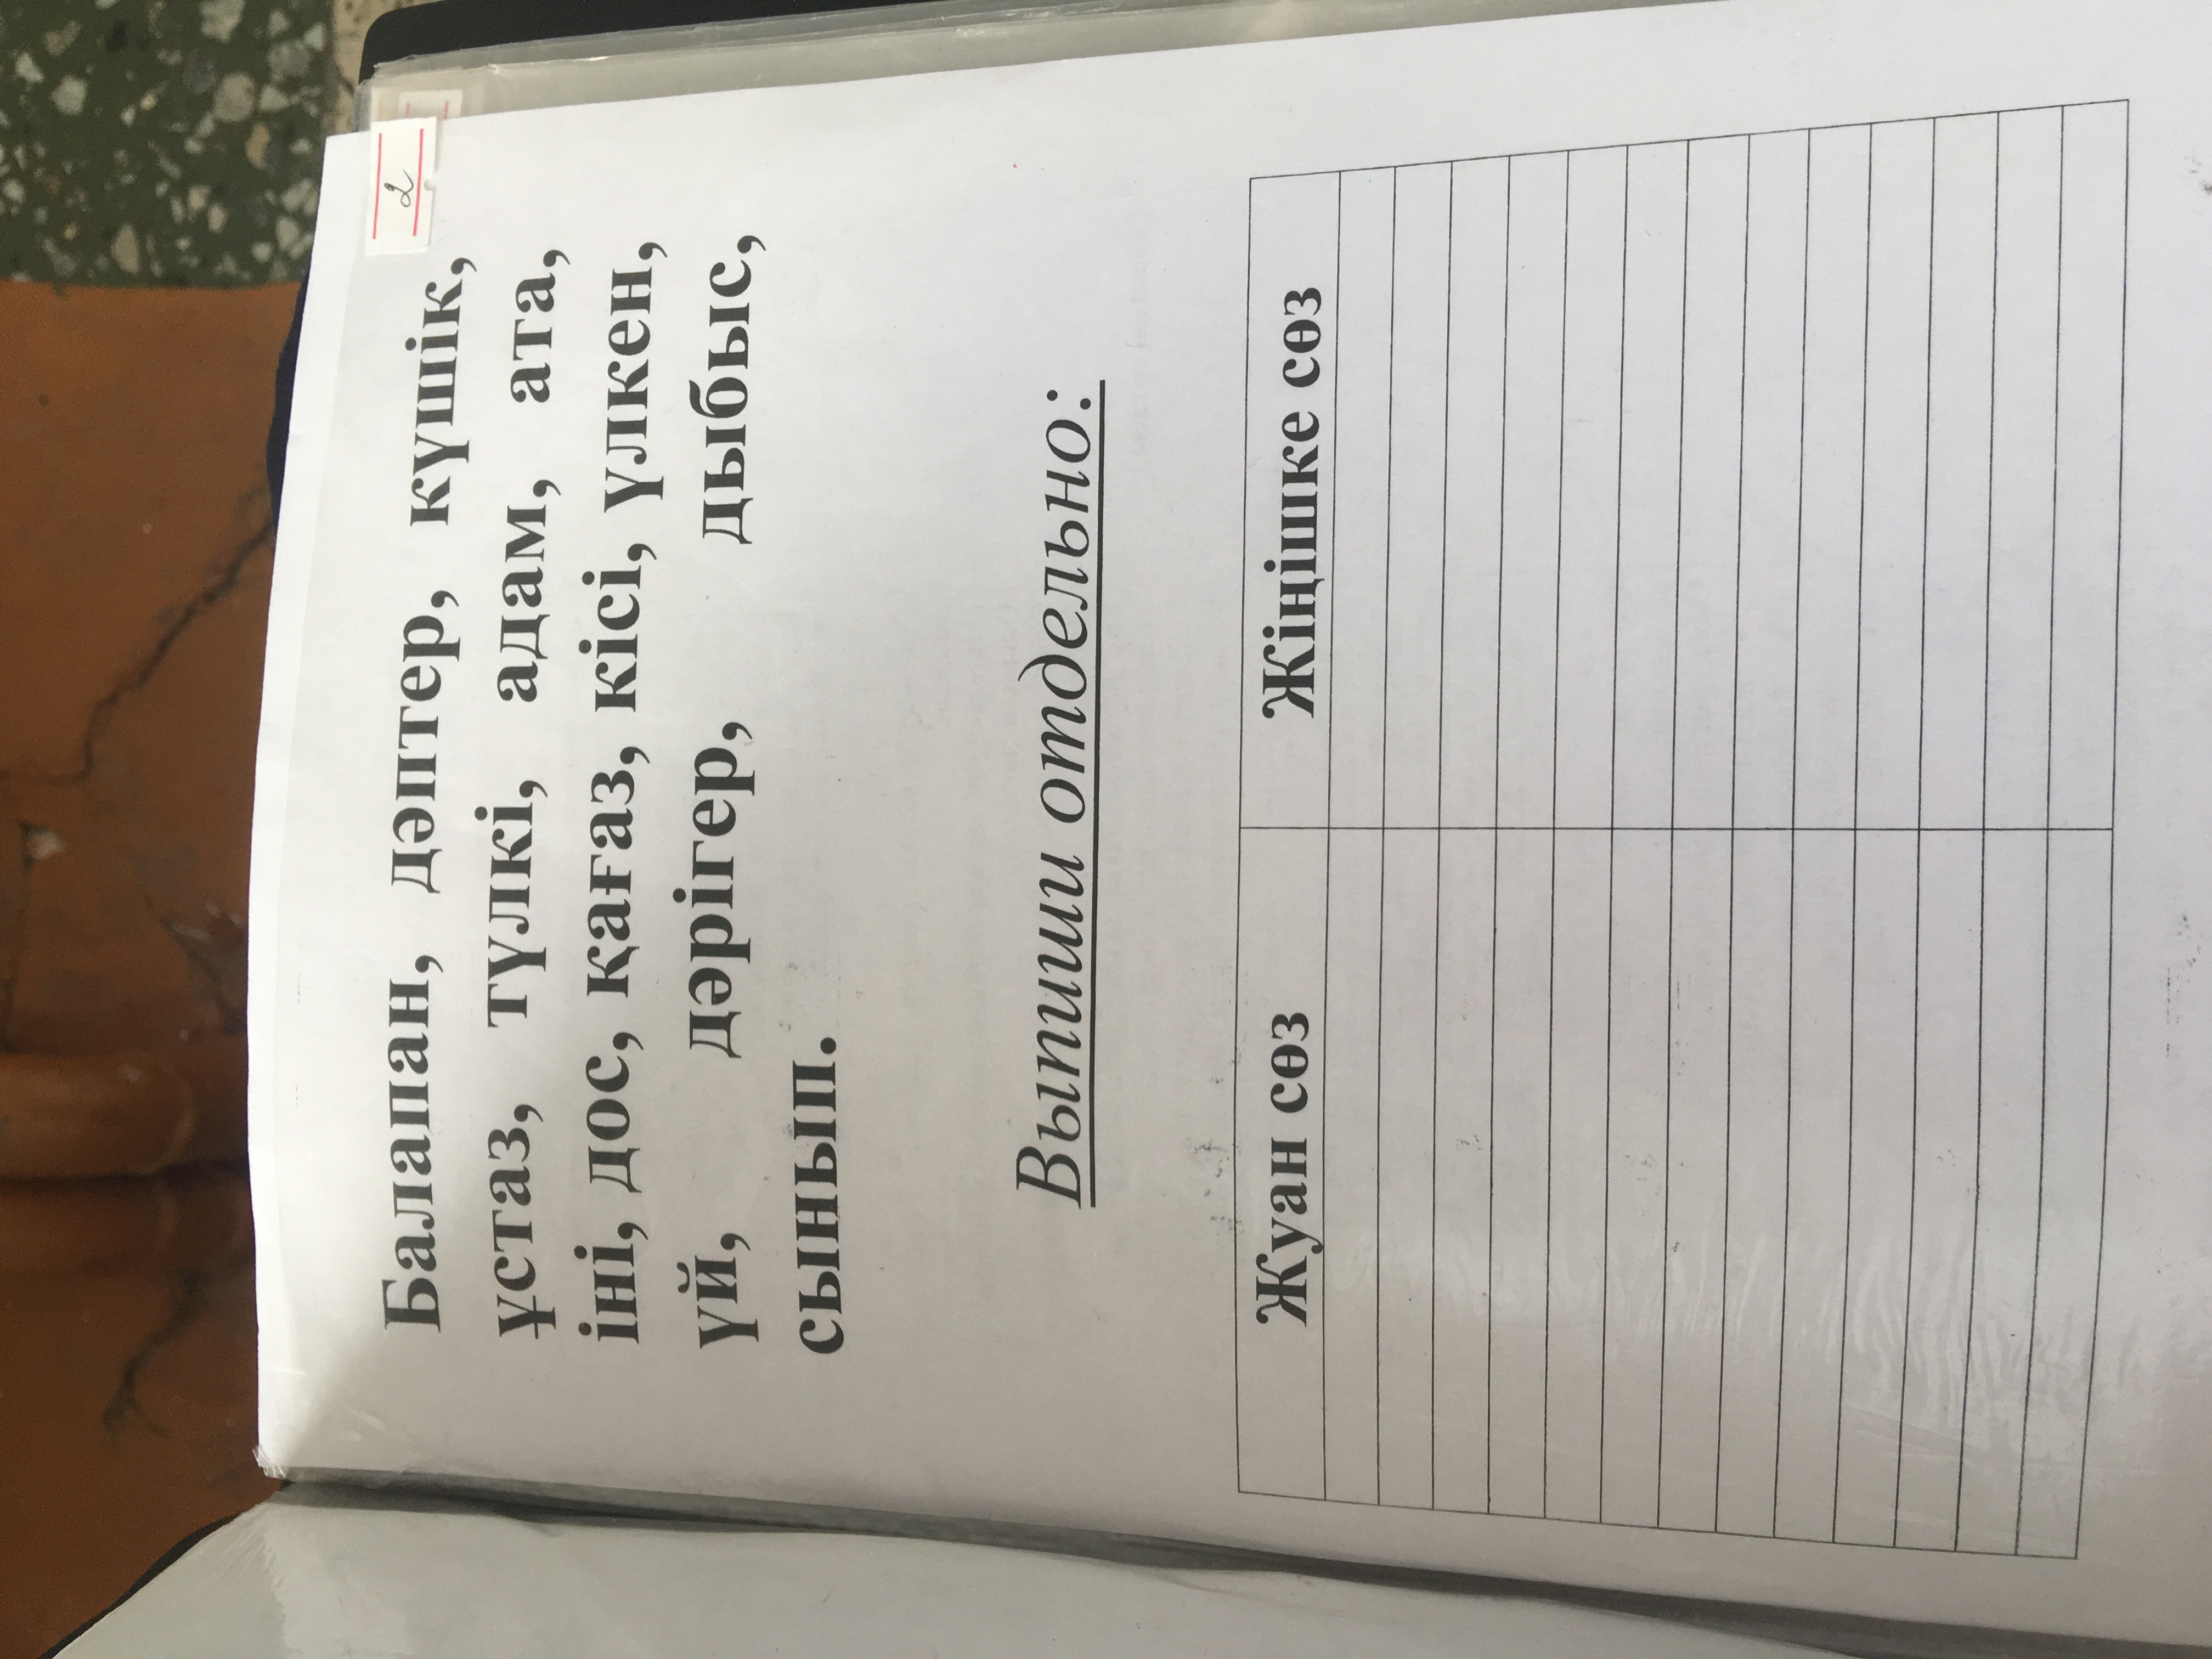 2
Балапан, дәптер, күшік,
ұстаз, түлкі, адам, ата,
іні, дос, қағаз, кісі, үлкен,
үй, дәрігер, дыбыс,
сынып.
Выпиши отдельно:
Жуан сөз Жіңішке сөз